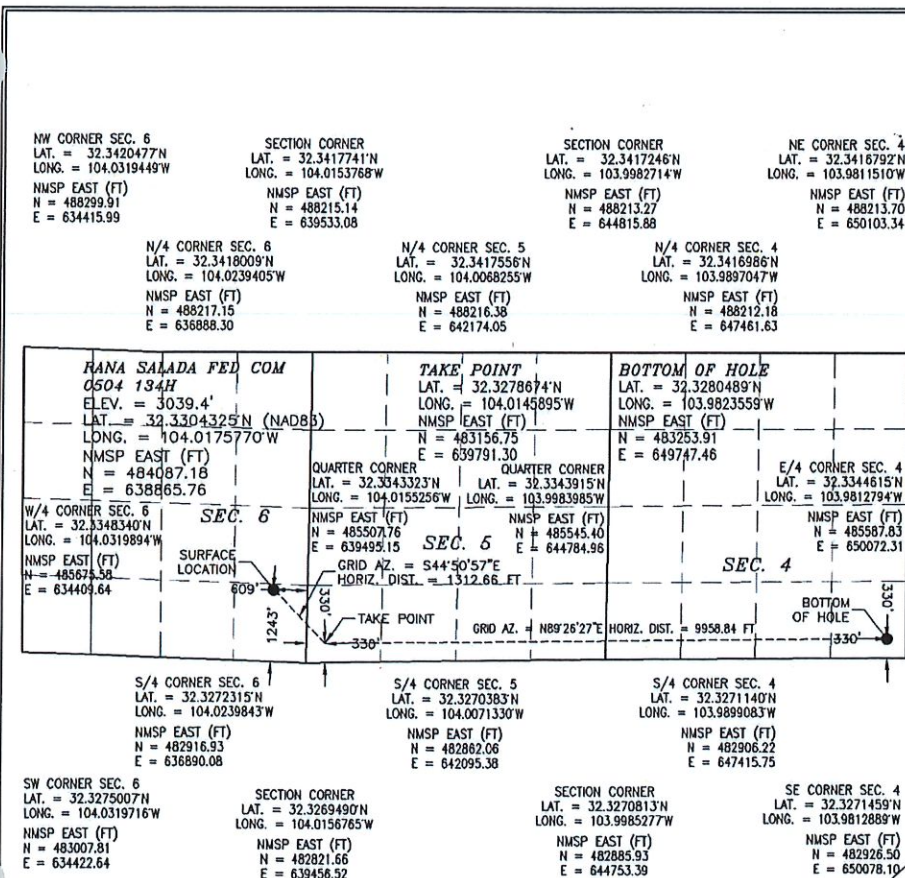 NW CORNER SEC. 6
LAT. = 32.3420477'N
LONG. = 104.0319449'W
NMSP EAST (FT)
N = 488299.91
E = 634415.99
SECTION CORNER
LAT. = 32.3417741'N
LONG. = 104.0153768'W
NMSP EAST (FT)
N = 488215.14
E = 639533.08
SECTION CORNER
LAT. = 32.3417246'N
LONG. = 103.9982714'W
NMSP EAST (FT)
N = 488213.27
E = 644815.88
NE CORNER SEC. 4
LAT. = 32.3416792'N
LONG. = 103.9811510'W
NMSP EAST (FT)
N = 488213.70
E = 650103.34
N/4 CORNER SEC. 6
LAT. = 32.3418009'N
LONG. = 104.0239405'W
NMSP EAST (FT)
N = 488217.15
E = 636888.30
N/4 CORNER SEC. 5
LAT. = 32.3417556'N
LONG. = 104.0068255'W
NMSP EAST (FT)
N = 488216.38
E = 642174.05
N/4 CORNER SEC. 4
LAT. = 32.3416986'N
LONG. = 103.9897047'W
NMSP EAST (FT)
N = 488212.18
E = 647461.63
RANA SALADA FED COM
0504 134H
ELEV. = 3039.4'
LAT. = 32.3304325'N (NAD83)
LONG. = 104.0175770'W
NMSP EAST (FT)
N = 484087.18
E = 638865.76
TAKE POINT
LAT. = 32.3278674'N
LONG. = 104.0145895'W
NMSP EAST (FT)
N = 483156.75
E = 639791.30
BOTTOM OF HOLE
LAT. = 32.3280489'N
LONG. = 103.9823559'W
NMSP EAST (FT)
N = 483253.91
E = 649747.46
QUARTER CORNER
LAT. = 32.3343323'N
LONG. = 104.0155256'W
NMSP EAST (FT)
N = 485507.76
E = 639495.15
QUARTER CORNER
LAT. = 32.3343915'N
LONG. = 103.9983985'W
NMSP EAST (FT)
N = 485545.40
E = 644784.96
E/4 CORNER SEC. 4
LAT. = 32.3344615'N
LONG. = 103.9812794'W
NMSP EAST (FT)
N = 485587.83
E = 650072.31
W/4 CORNER SEC. 6
LAT. = 32.3348340'N
LONG. = 104.0319894'W
NMSP EAST (FT)
N = 485675.58
E = 634409.64
SEC. 6
SEC. 5
SEC. 4
SURFACE
LOCATION
609'
1243'
330'
GRID AZ. = S44°50'57"E
HORIZ. DIST. = 1312.66 FT
TAKE POINT
330'
GRID AZ. = N89°26'27"E HORIZ. DIST. = 9958.84 FT
BOTTOM
OF HOLE
330'
330'
S/4 CORNER SEC. 6
LAT. = 32.3272315'N
LONG. = 104.0239843'W
NMSP EAST (FT)
N = 482916.93
E = 636890.08
S/4 CORNER SEC. 5
LAT. = 32.3270383'N
LONG. = 104.0071330'W
NMSP EAST (FT)
N = 482862.06
E = 642095.38
S/4 CORNER SEC. 4
LAT. = 32.3271140'N
LONG. = 103.9899083'W
NMSP EAST (FT)
N = 482906.22
E = 647415.75
SW CORNER SEC. 6
LAT. = 32.3275007'N
LONG. = 104.0319716'W
NMSP EAST (FT)
N = 483007.81
E = 634422.64
SECTION CORNER
LAT. = 32.3269490'N
LONG. = 104.0156765'W
NMSP EAST (FT)
N = 482821.66
E = 639456.52
SECTION CORNER
LAT. = 32.3270813'N
LONG. = 103.9985277'W
NMSP EAST (FT)
N = 482885.93
E = 644753.39
SE CORNER SEC. 4
LAT. = 32.3271459'N
LONG. = 103.9812889'W
NMSP EAST (FT)
N = 482926.50
E = 650078.10